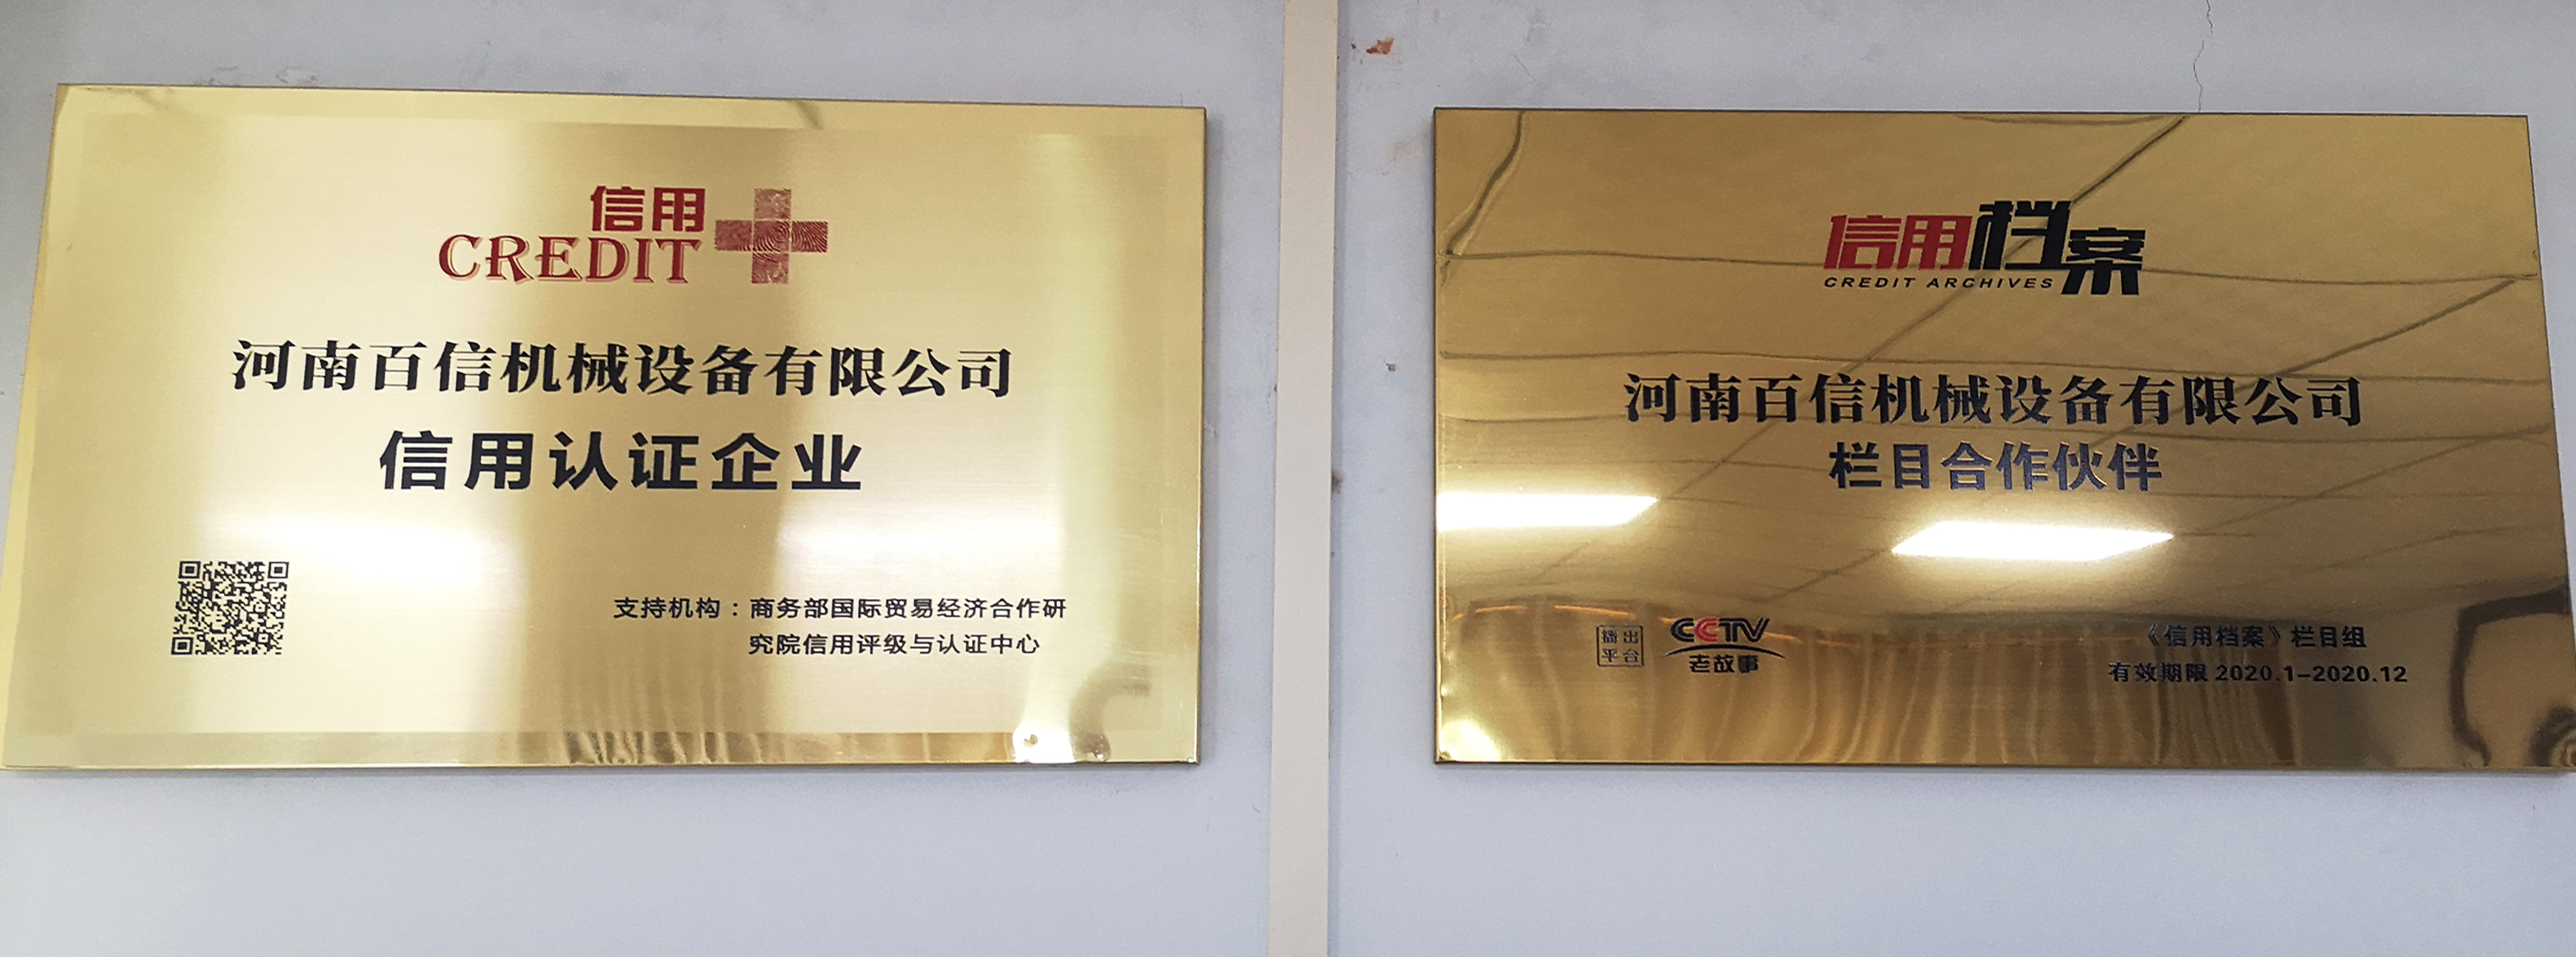 信用
CREDIT
河南百信机械设备有限公司
信用认证企业
支持机构：商务部国际贸易经济合作研
究院信用评级与认证中心
信用档案
CREDIT ARCHIVES
河南百信机械设备有限公司
栏目合作伙伴
播出
平台
CCTV
老故事
《信用档案》栏目组
有效期限 2020.1-2020.12